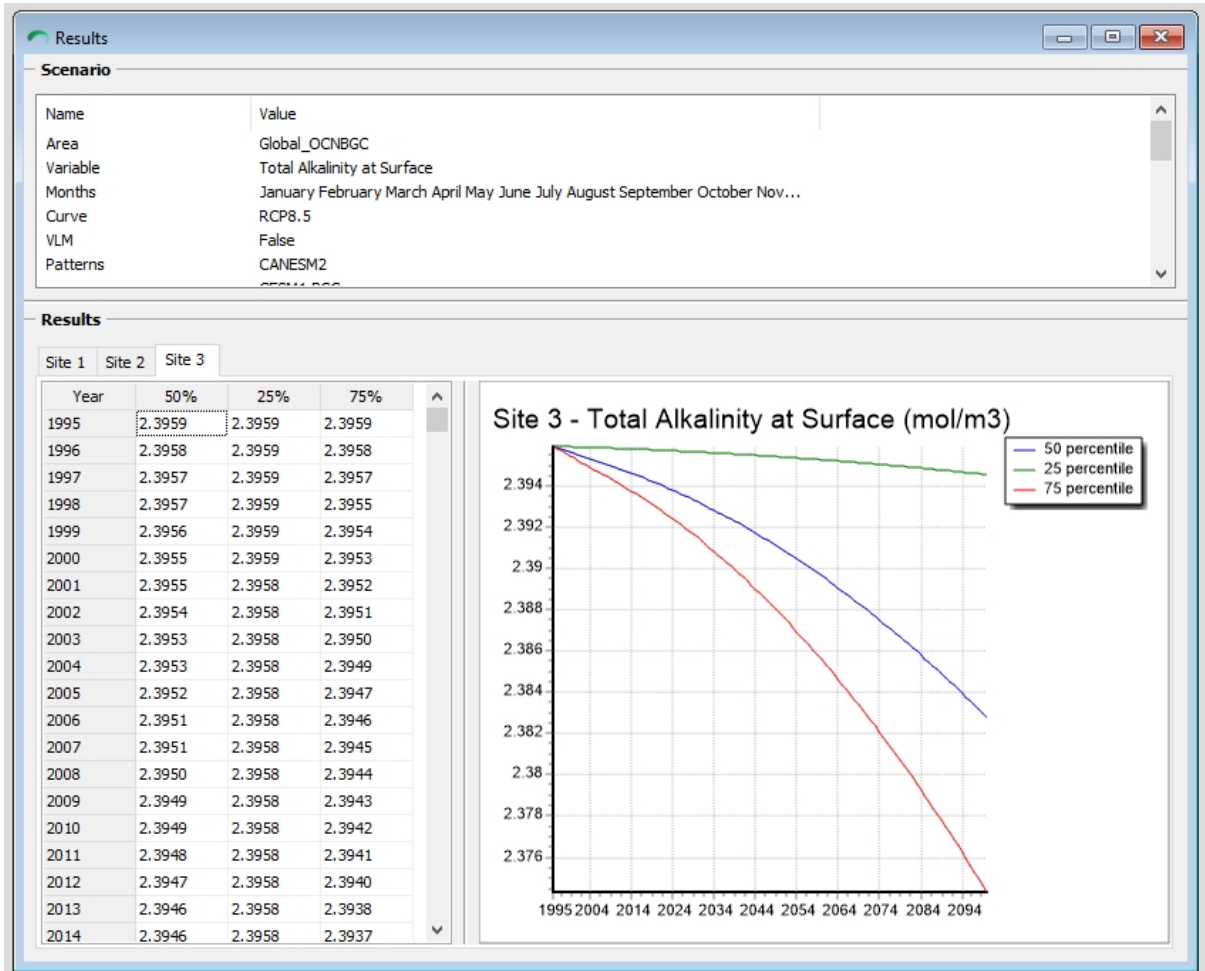 Results
Scenario
Name Value
Area Global_OCNBGC
Variable Total Alkalinity at Surface
Months January February March April May June July August September October Nov...
Curve RCP8.5
VLM False
Patterns CANESM2
Results
Site 1 Site 2 Site 3
Year 50% 25% 75%
1995 2.3959 2.3959 2.3959
1996 2.3958 2.3959 2.3958
1997 2.3957 2.3959 2.3957
1998 2.3957 2.3959 2.3955
1999 2.3956 2.3959 2.3954
2000 2.3955 2.3959 2.3953
2001 2.3955 2.3958 2.3952
2002 2.3954 2.3958 2.3951
2003 2.3953 2.3958 2.3950
2004 2.3953 2.3958 2.3949
2005 2.3952 2.3958 2.3947
2006 2.3951 2.3958 2.3946
2007 2.3951 2.3958 2.3945
2008 2.3950 2.3958 2.3944
2009 2.3949 2.3958 2.3943
2010 2.3949 2.3958 2.3942
2011 2.3948 2.3958 2.3941
2012 2.3947 2.3958 2.3940
2013 2.3946 2.3958 2.3938
2014 2.3946 2.3958 2.3937
Site 3 - Total Alkalinity at Surface (mol/m3)
50 percentile
25 percentile
75 percentile
2.394
2.392
2.39
2.388
2.386
2.384
2.382
2.38
2.378
2.376
1995 2004 2014 2024 2034 2044 2054 2064 2074 2084 2094